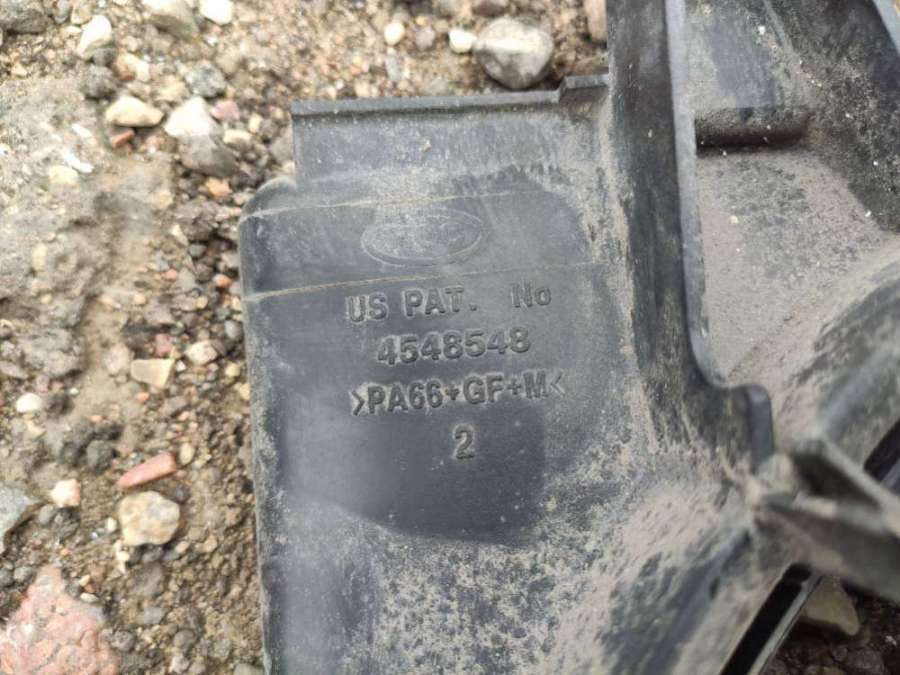 US PAT. No
4548548
>PA66+GF+M<
2